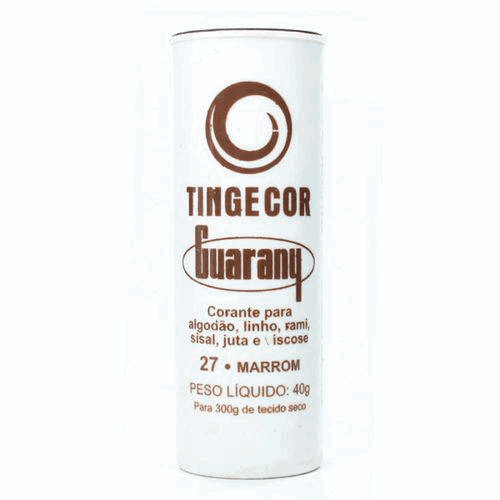 TINGECOR
Guarany
Corante para
algodão, linho, rami,
sisal, juta e viscose
27 • MARROM
PESO LÍQUIDO: 40g
Para 300g de tecido seco